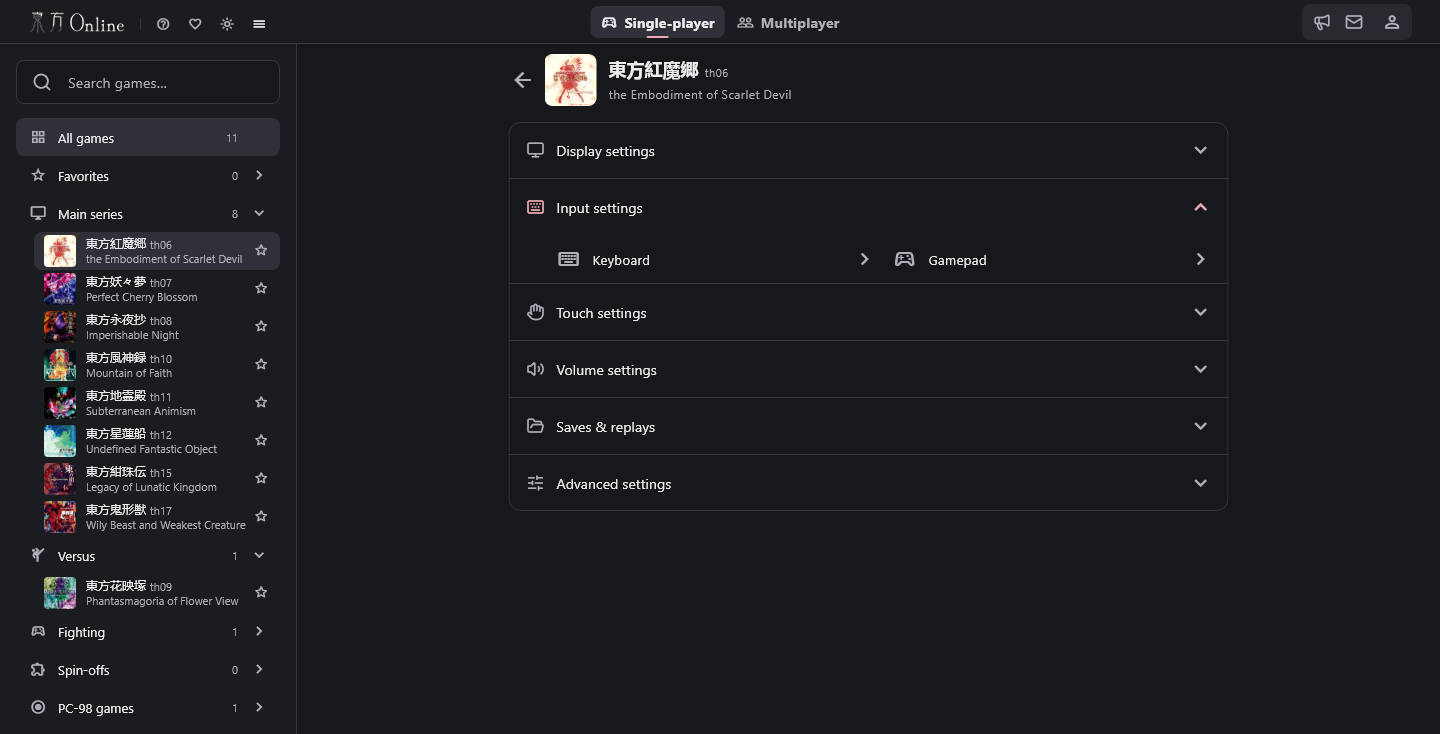 東方 Online
Single-player
Multiplayer
Search games...
All games 11
Favorites 0
Main series 8
東方紅魔郷 th06
the Embodiment of Scarlet Devil
東方妖々夢 th07
Perfect Cherry Blossom
東方永夜抄 th08
Imperishable Night
東方風神録 th10
Mountain of Faith
東方地霊殿 th11
Subterranean Animism
東方星蓮船 th12
Undefined Fantastic Object
東方紺珠伝 th15
Legacy of Lunatic Kingdom
東方鬼形獣 th17
Wily Beast and Weakest Creature
Versus 1
東方花映塚 th09
Phantasmagoria of Flower View
Fighting 1
Spin-offs 0
PC-98 games 1
東方紅魔郷 th06
the Embodiment of Scarlet Devil
Display settings
Input settings
Keyboard
Gamepad
Touch settings
Volume settings
Saves & replays
Advanced settings